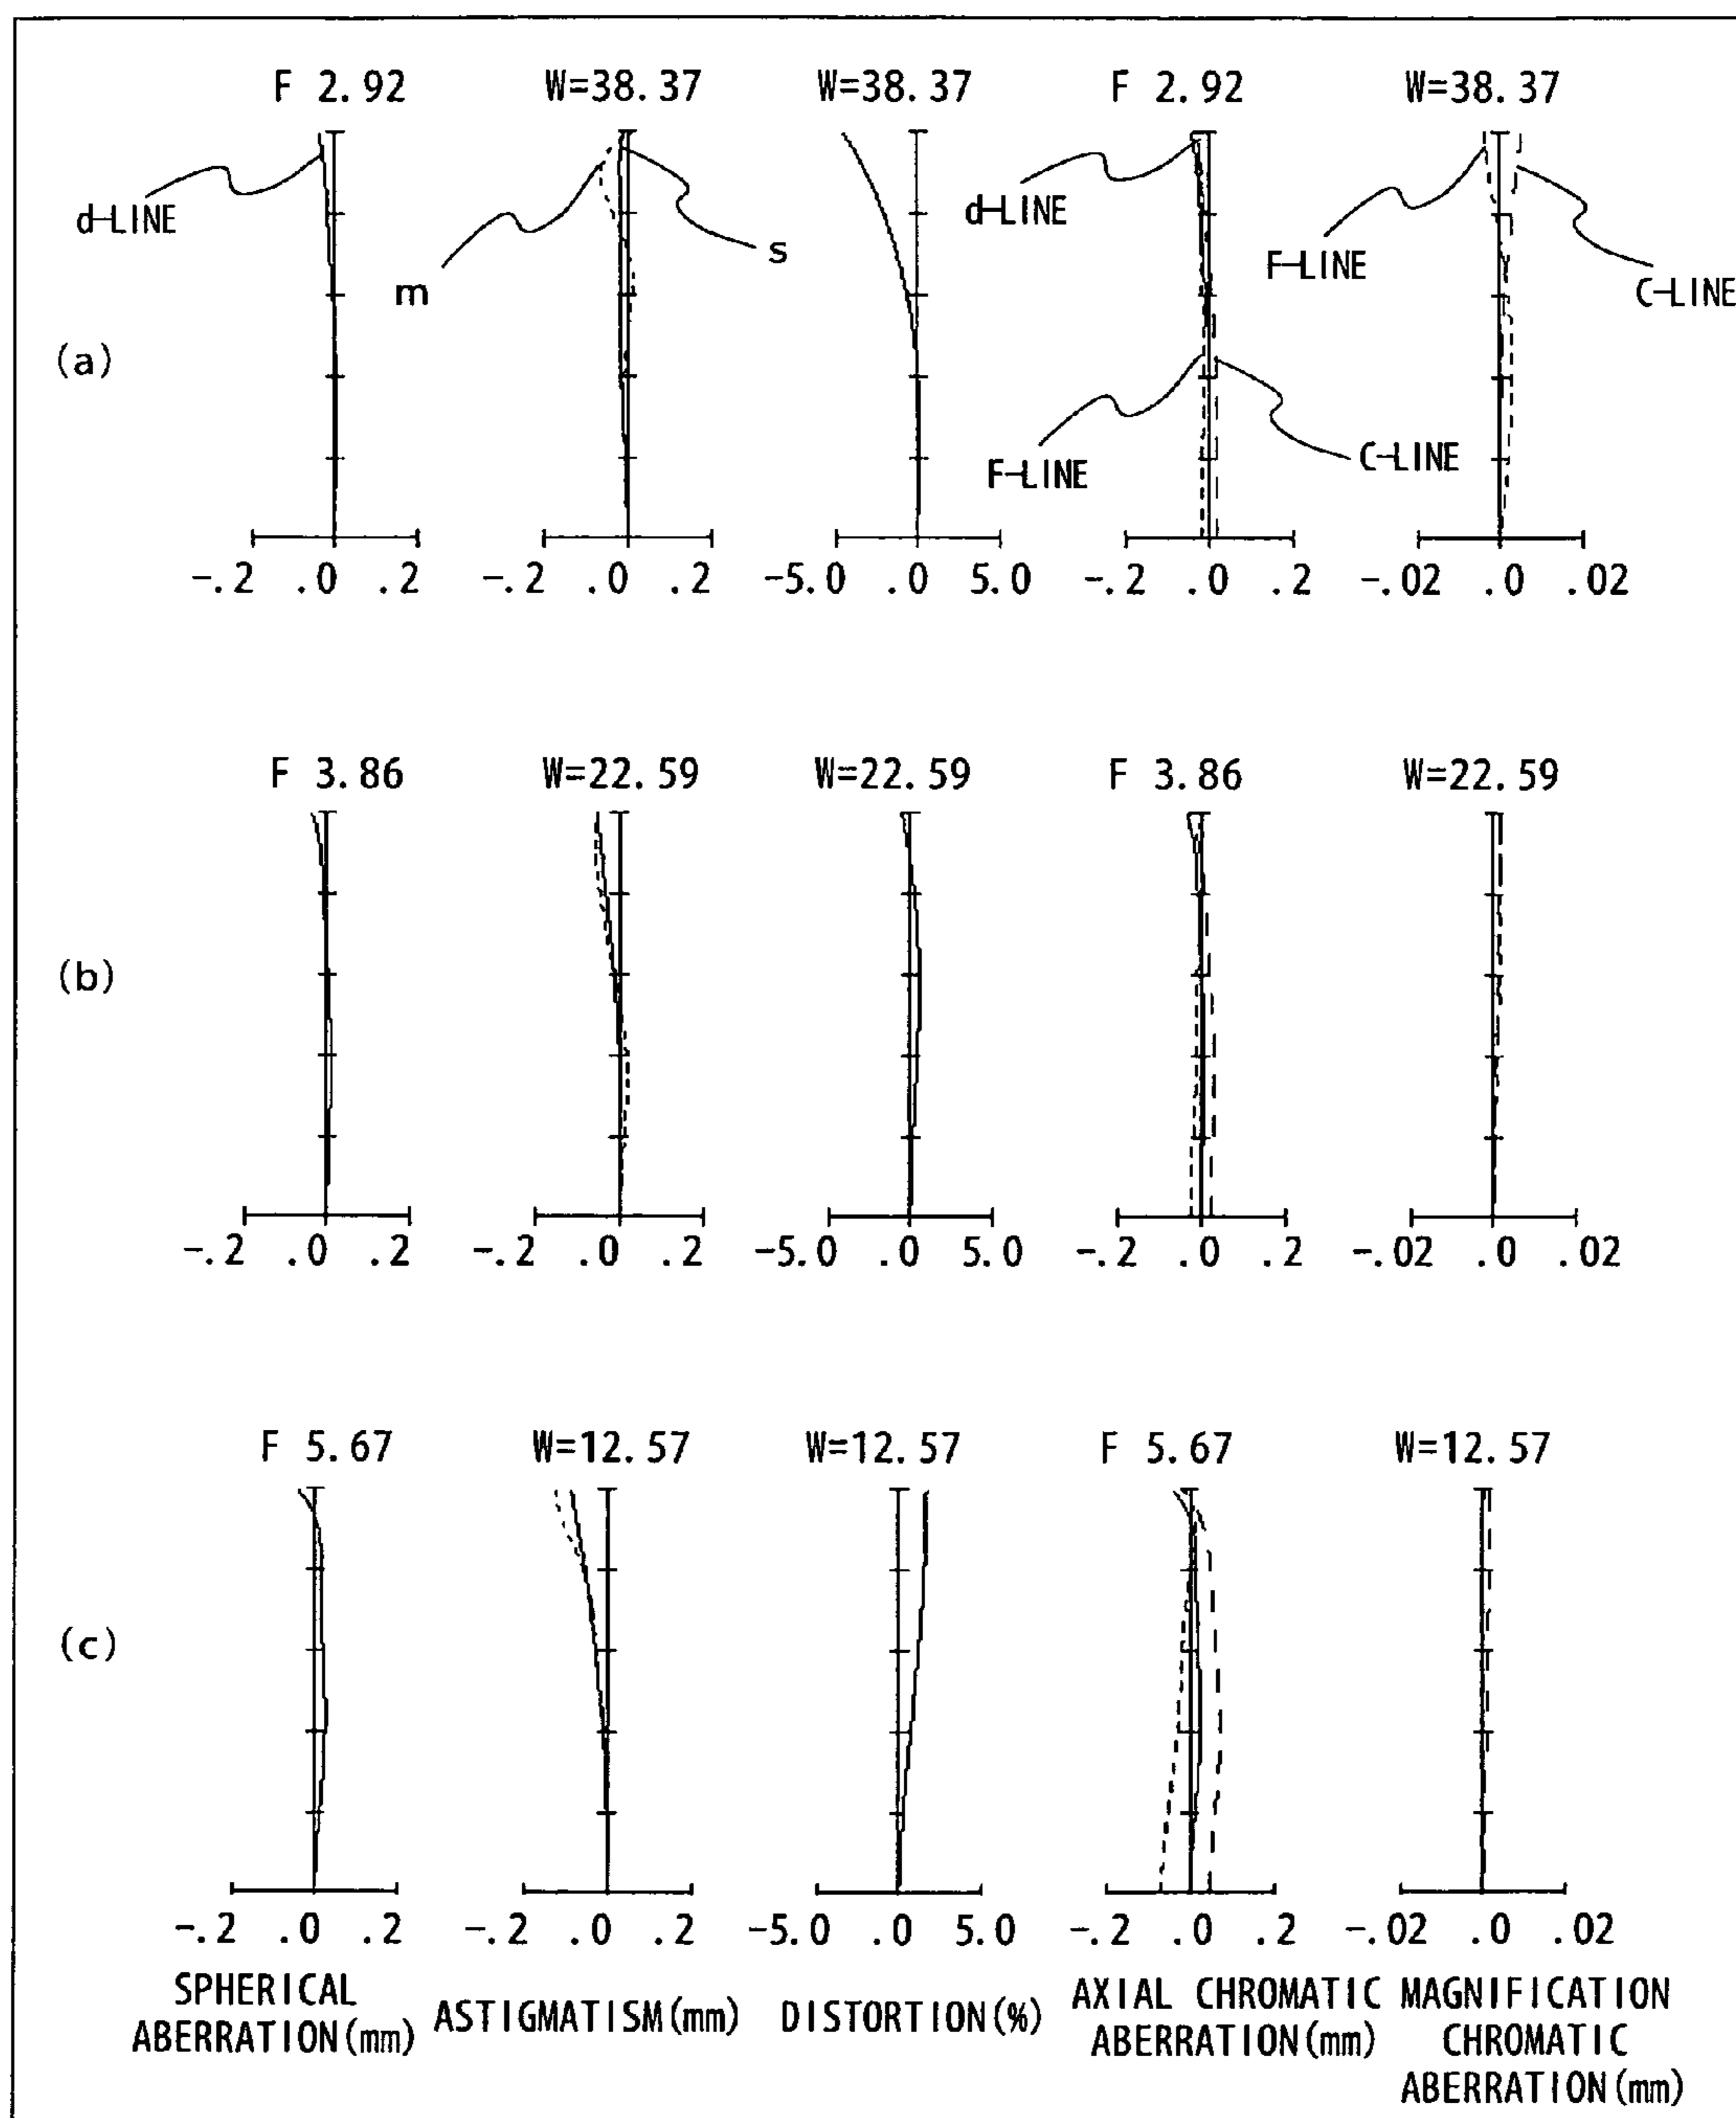 F 2.92 W=38.37 W=38.37 F 2.92 W=38.37
d-LINE m s d-LINE F-LINE C-LINE
(a)
F-LINE C-LINE
-.2 .0 .2 -.2 .0 .2 -5.0 .0 5.0 -.2 .0 .2 -.02 .0 .02
F 3.86 W=22.59 W=22.59 F 3.86 W=22.59
(b)
-.2 .0 .2 -.2 .0 .2 -5.0 .0 5.0 -.2 .0 .2 -.02 .0 .02
F 5.67 W=12.57 W=12.57 F 5.67 W=12.57
(c)
-.2 .0 .2 -.2 .0 .2 -5.0 .0 5.0 -.2 .0 .2 -.02 .0 .02
SPHERICAL
ABERRATION(mm)
ASTIGMATISM(mm)
DISTORTION(%)
AXIAL CHROMATIC
ABERRATION(mm)
MAGNIFICATION
CHROMATIC
ABERRATION(mm)